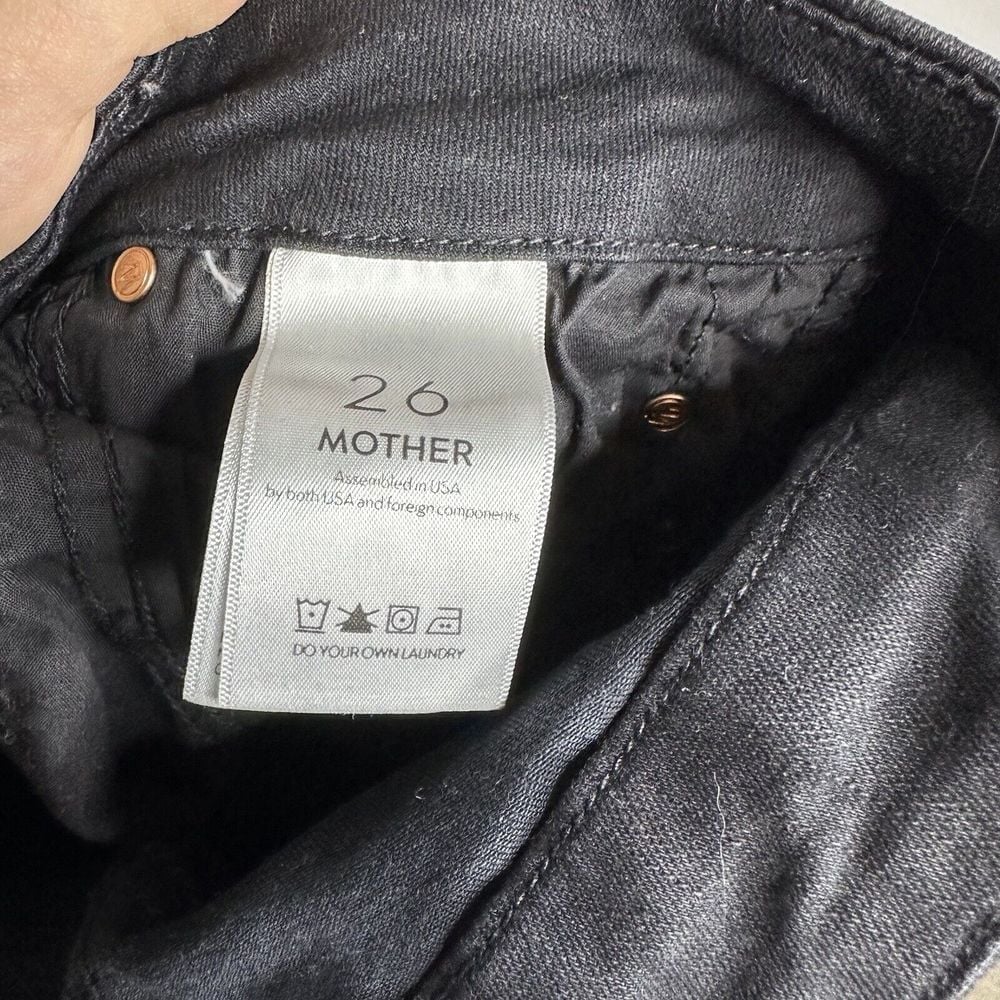 26
MOTHER
Assembled in USA
by both USA and foreign components
DO YOUR OWN LAUNDRY